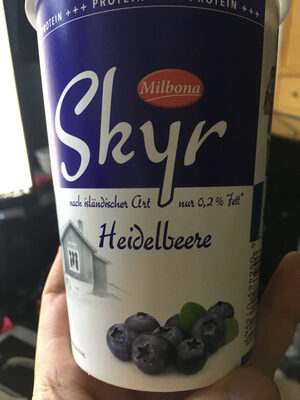 PROTEIN +++ PROTEIN +++ PROTEIN
Milbona
Skyr
nach isländischer Art nur 0,2 % Fett*
Heidelbeere